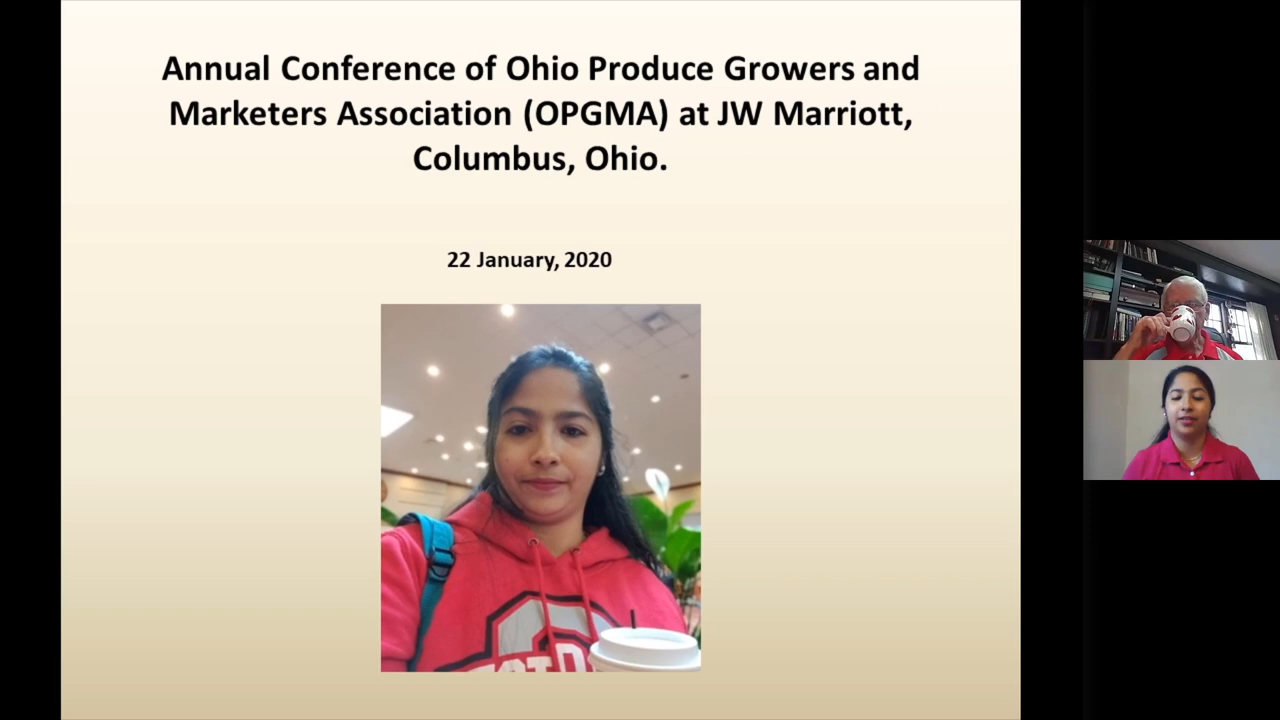 Annual Conference of Ohio Produce Growers and
Marketers Association (OPGMA) at JW Marriott,
Columbus, Ohio.
22 January, 2020